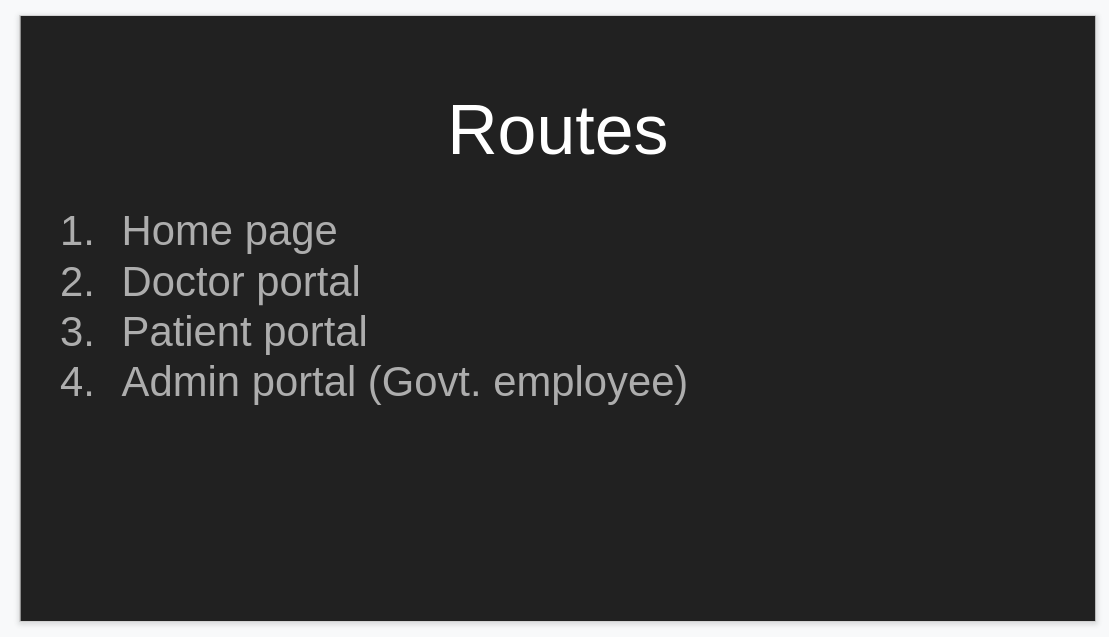 Routes
1. Home page
2. Doctor portal
3. Patient portal
4. Admin portal (Govt. employee)